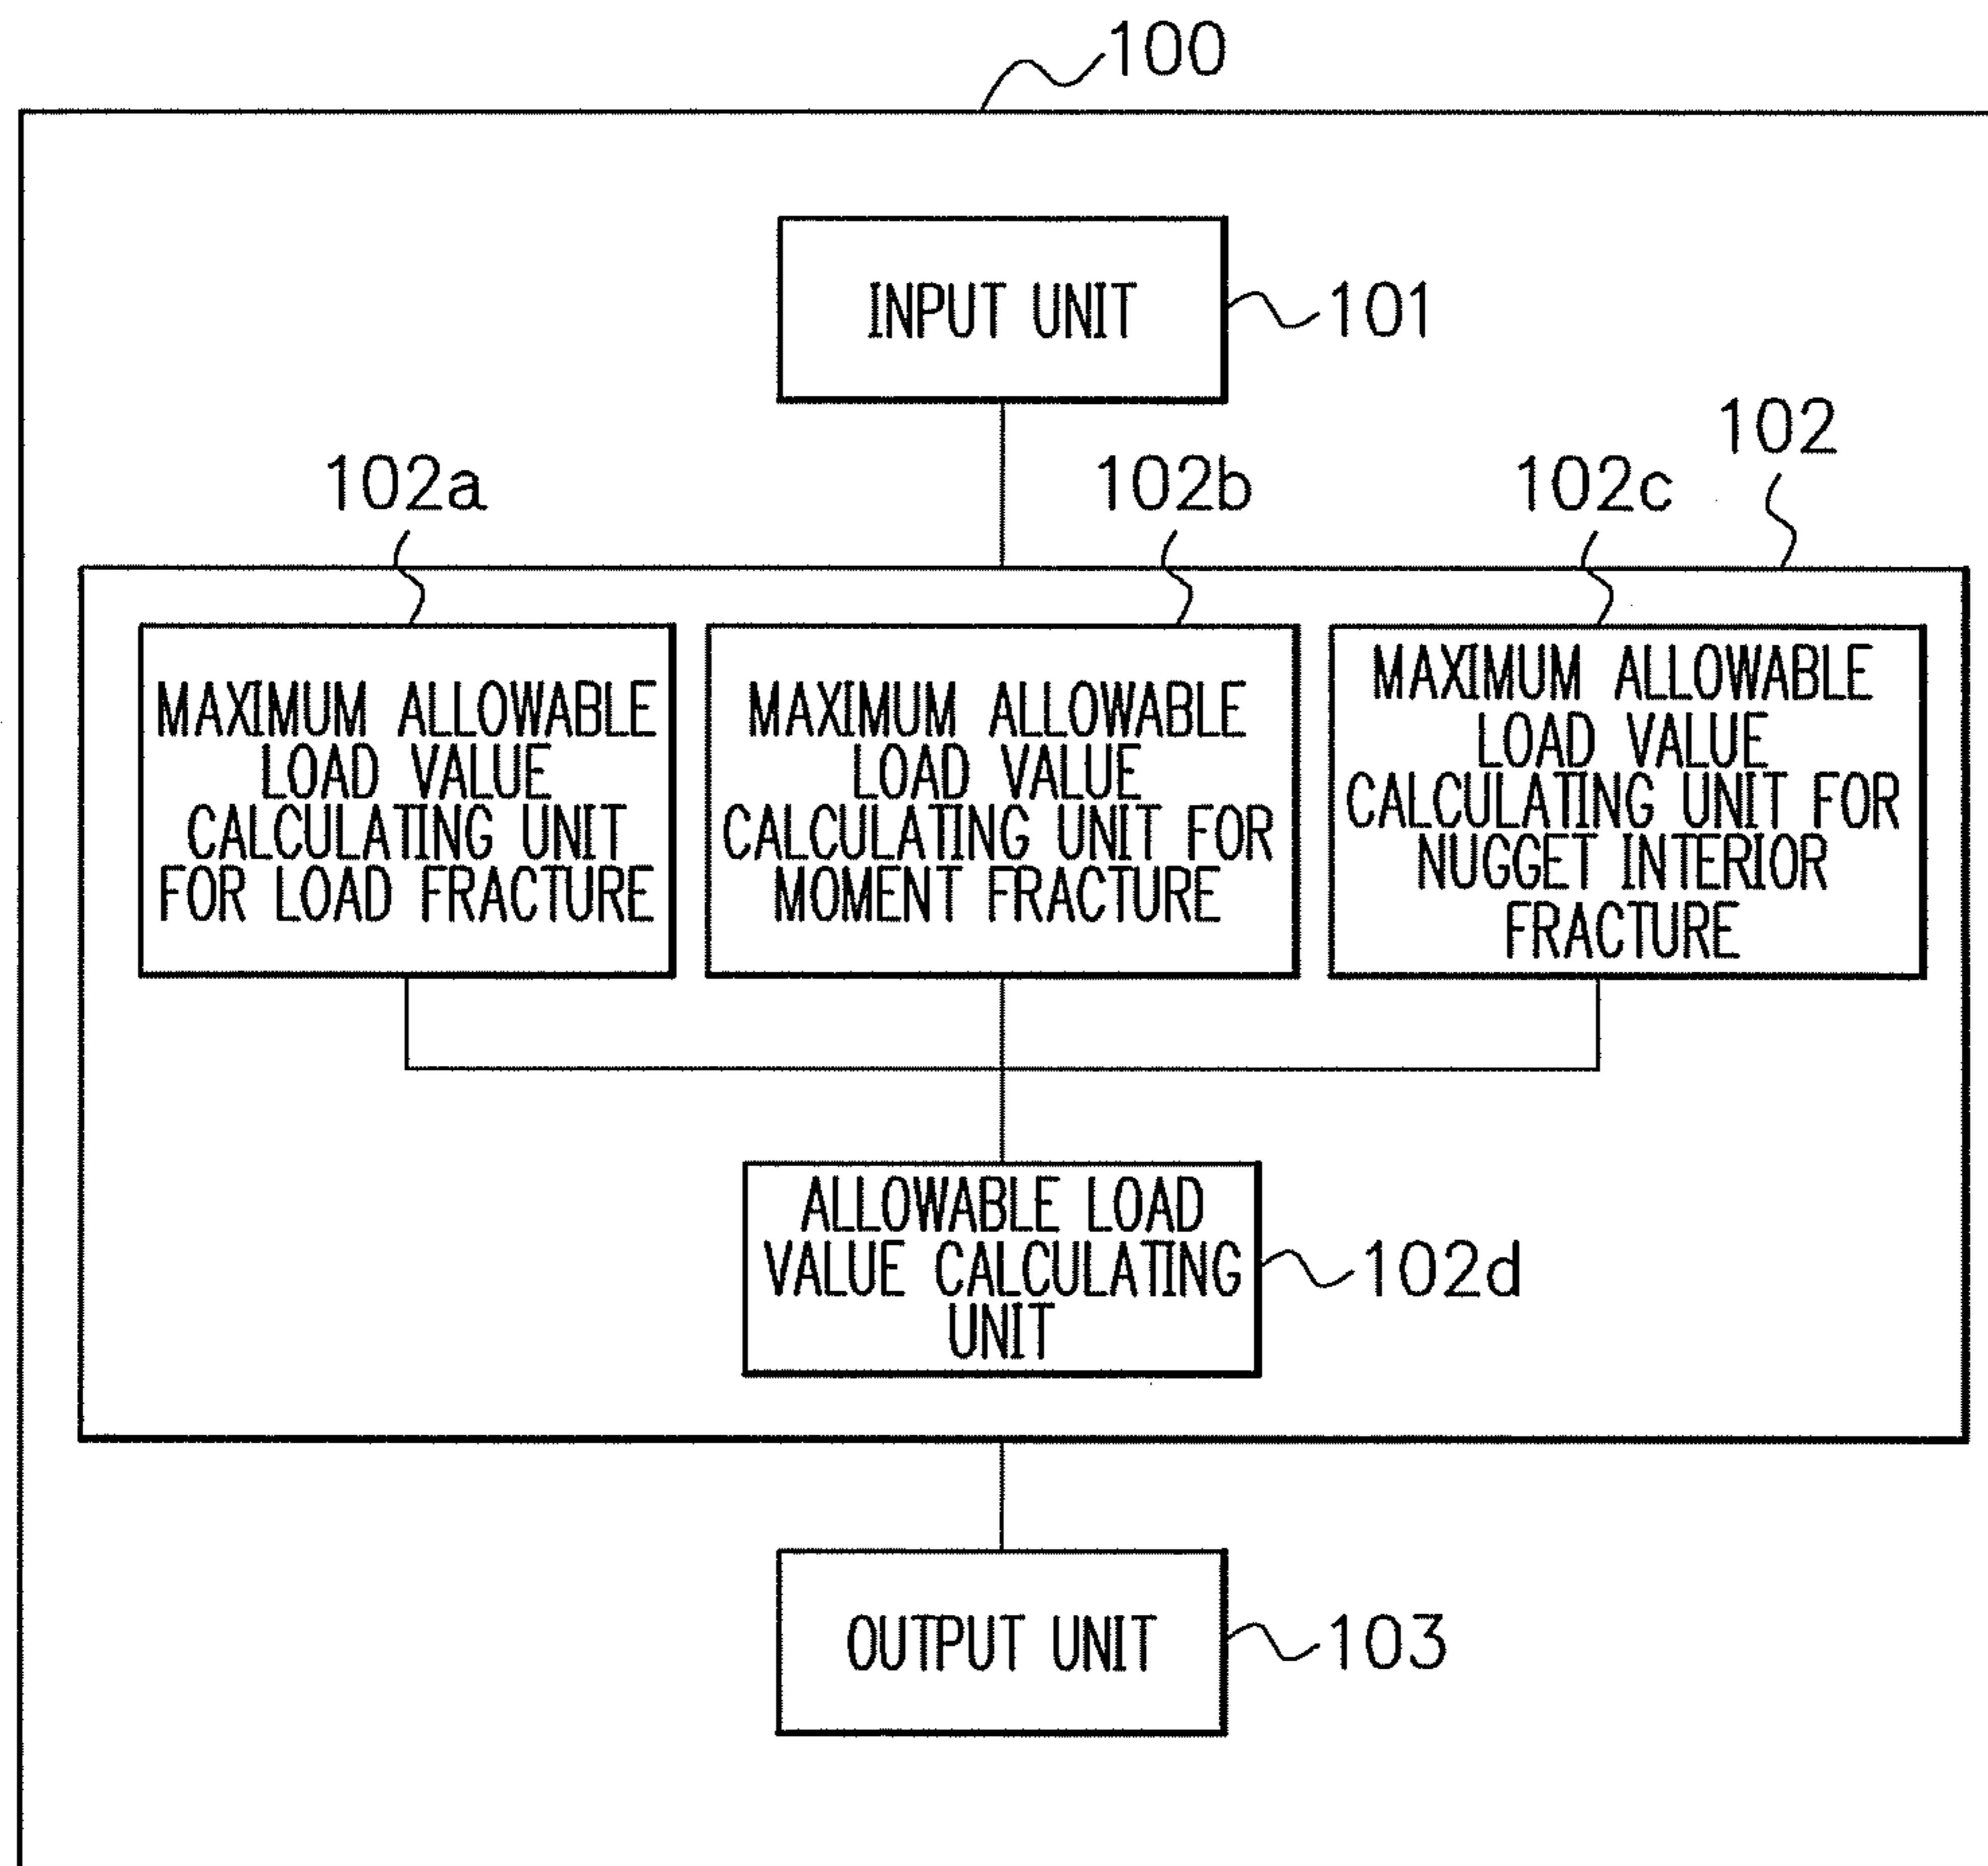 100
INPUT UNIT
101
102
102a
102b
102c
MAXIMUM ALLOWABLE
LOAD VALUE
CALCULATING UNIT
FOR LOAD FRACTURE
MAXIMUM ALLOWABLE
LOAD VALUE
CALCULATING UNIT FOR
MOMENT FRACTURE
MAXIMUM ALLOWABLE
LOAD VALUE
CALCULATING UNIT FOR
NUGGET INTERIOR
FRACTURE
ALLOWABLE LOAD
VALUE CALCULATING
UNIT
102d
OUTPUT UNIT
103